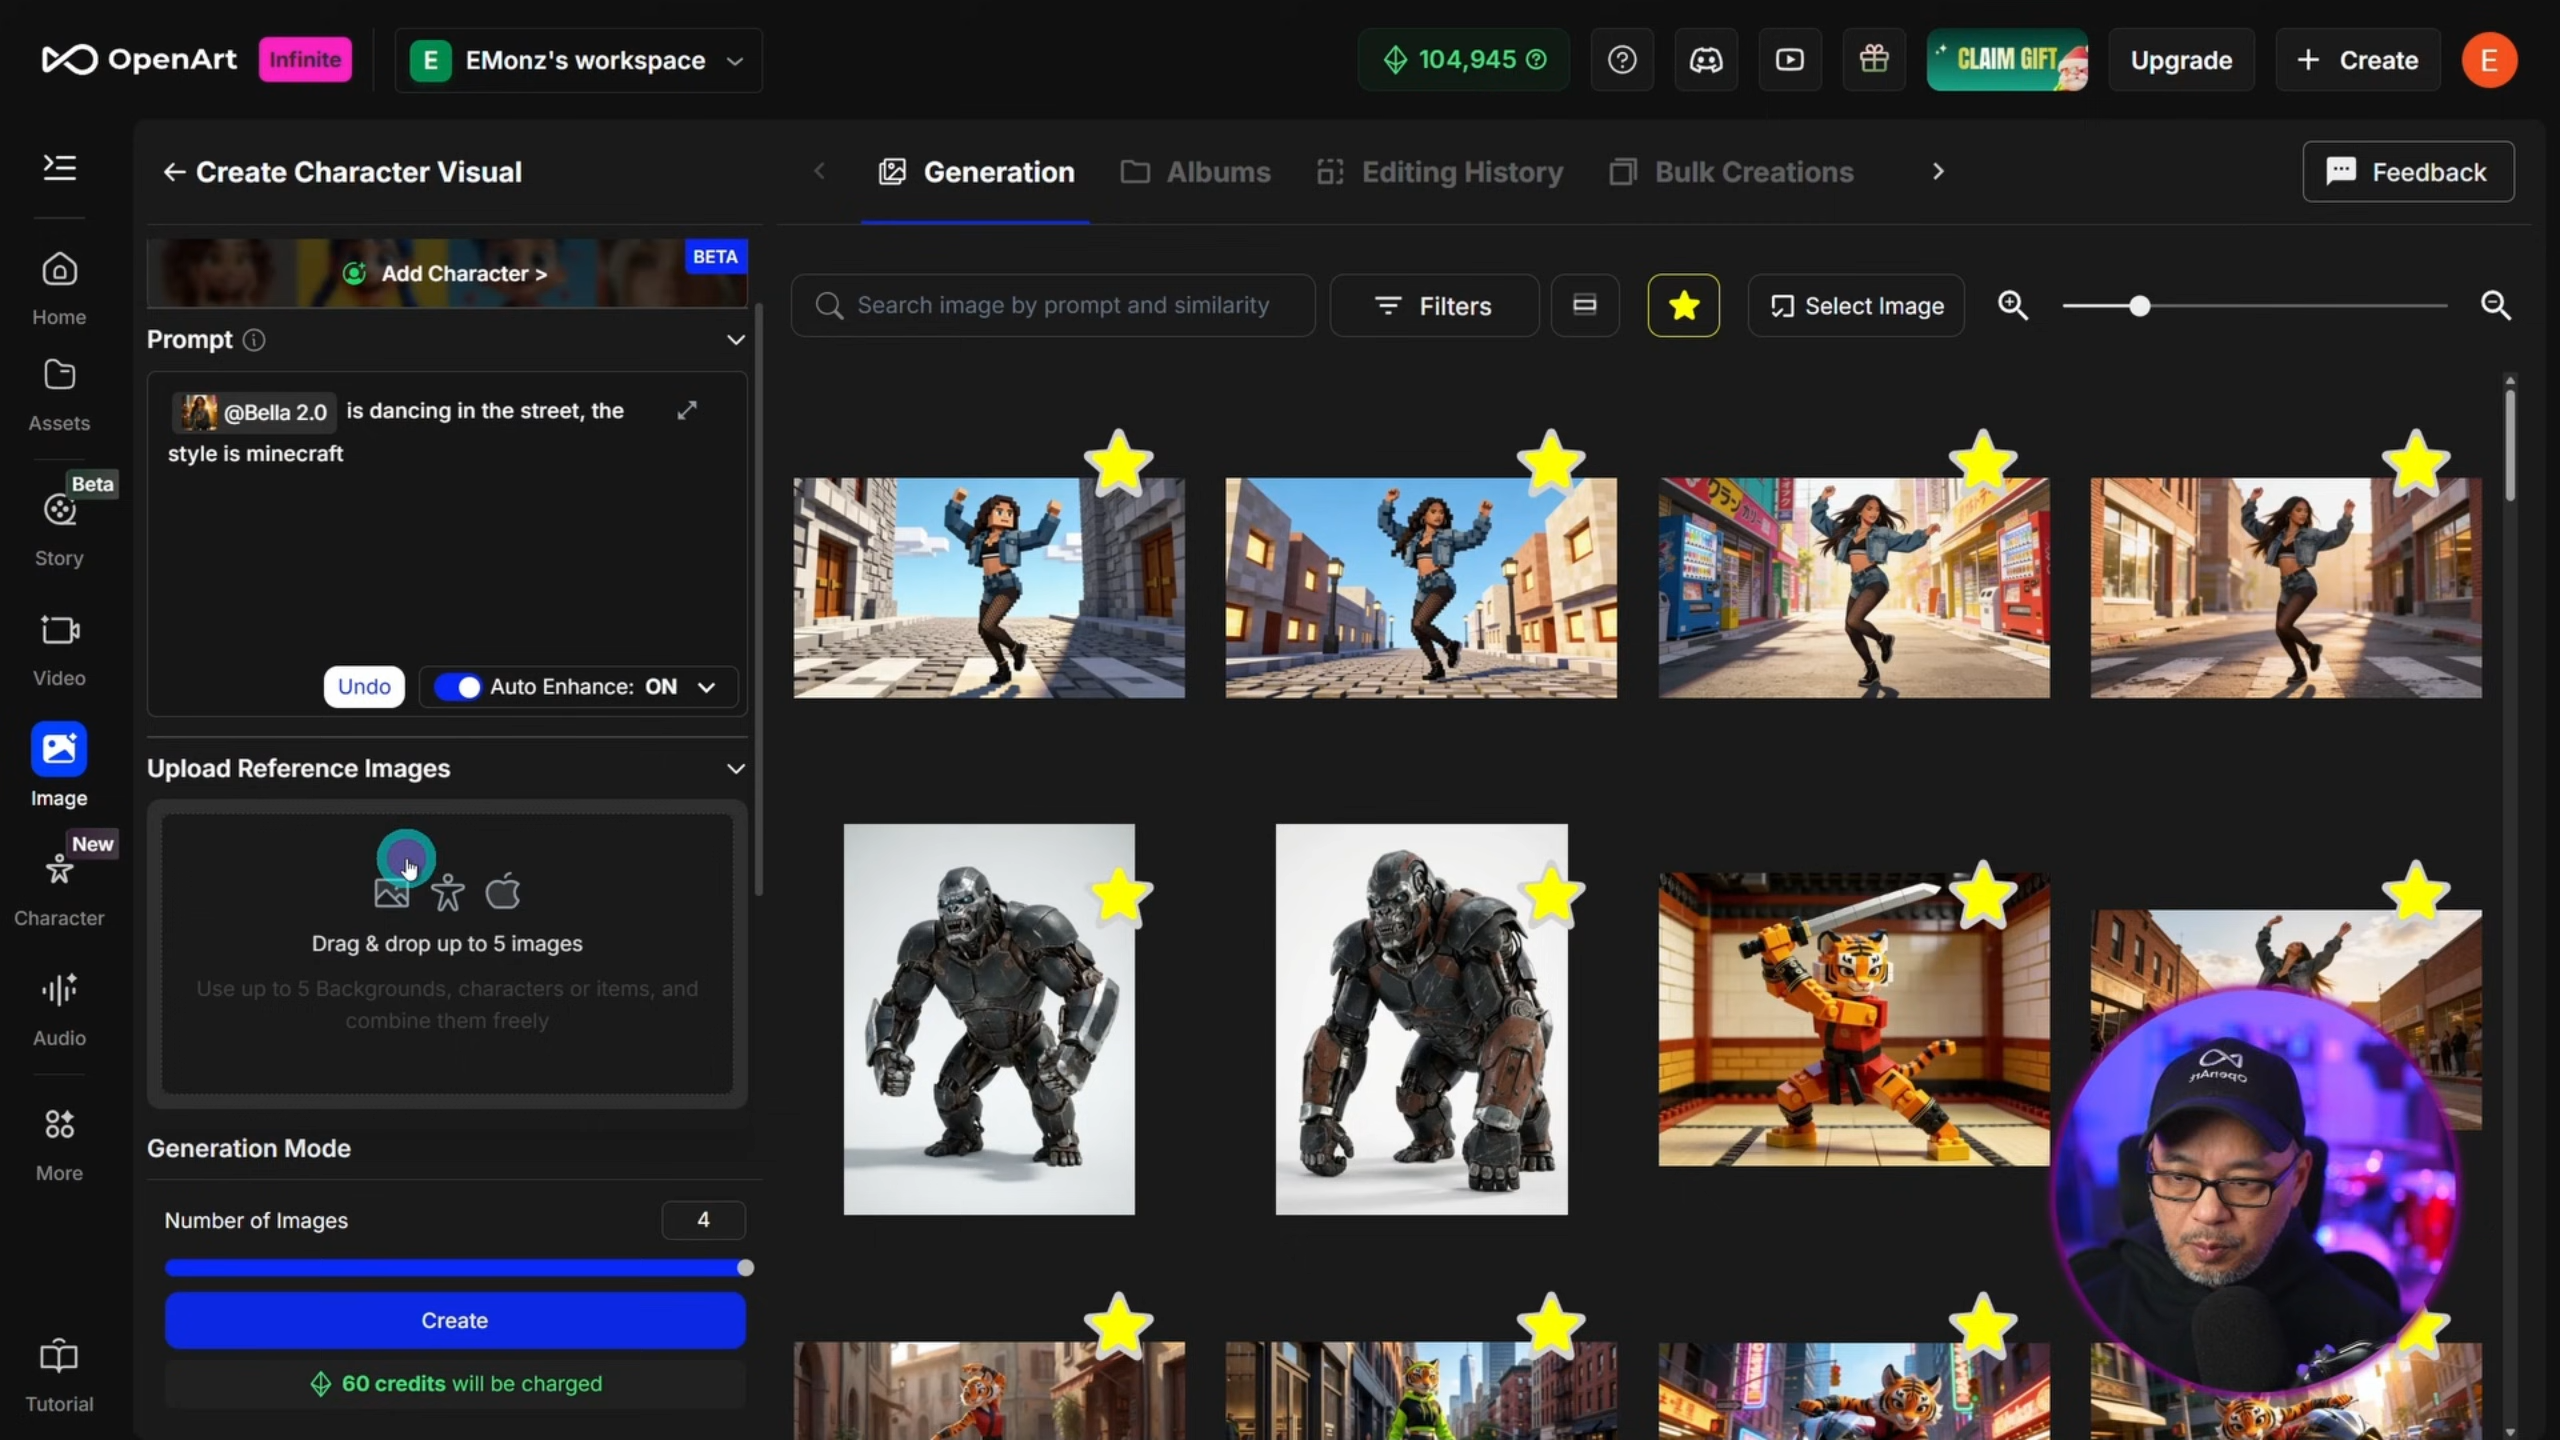 OpenArt Infinite
E EMonz's workspace
104,945
CLAIM GIFT
Upgrade
+ Create
E
Create Character Visual
Generation
Albums
Editing History
Bulk Creations
Feedback
Home
Assets
Beta
Story
Video
Image
New
Character
Audio
More
Tutorial
Add Character >
BETA
Prompt
@Bella 2.0 is dancing in the street, the
style is minecraft
Undo
Auto Enhance: ON
Upload Reference Images
Drag & drop up to 5 images
Use up to 5 Backgrounds, characters or items, and
combine them freely
Generation Mode
Number of Images
4
Create
60 credits will be charged
Search image by prompt and similarity
Filters
Select Image
OpenArt